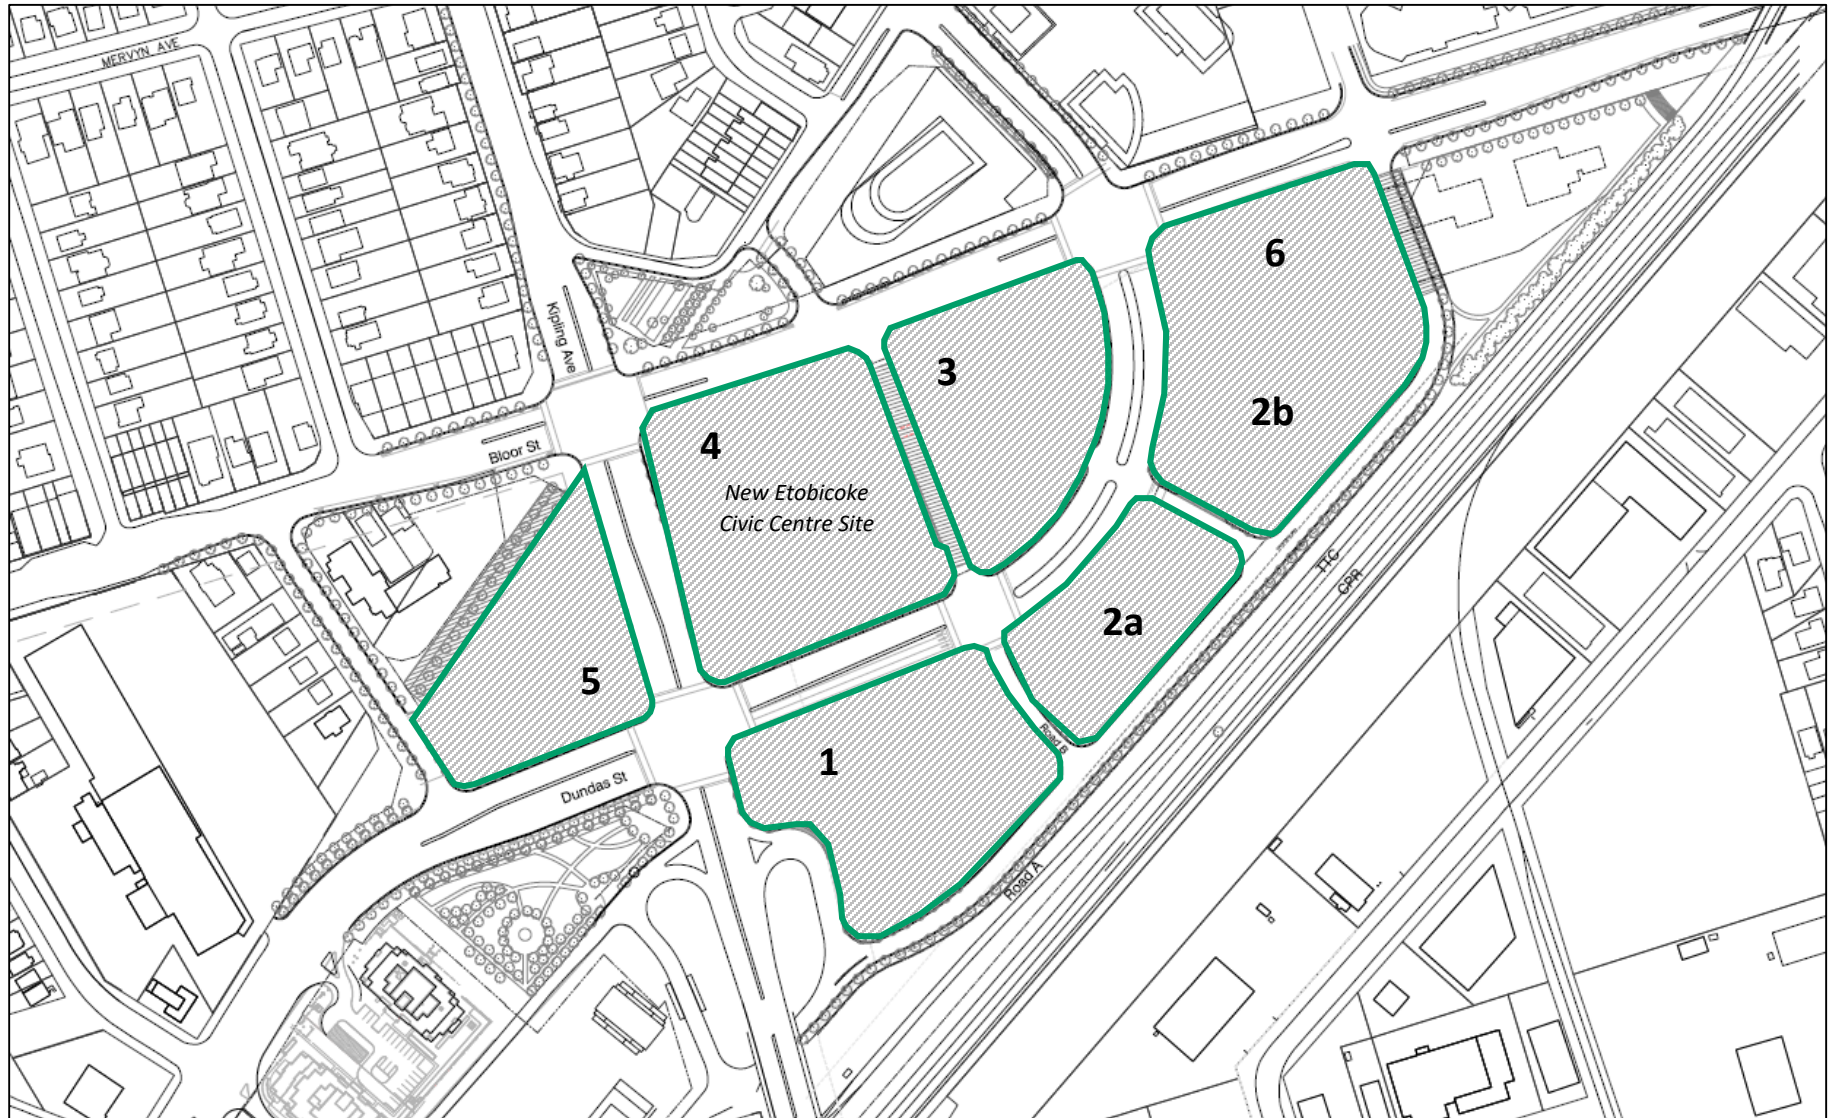 MERVYN AVE
Kipling Ave
6
3
2b
4
Bloor St
New Etobicoke
Civic Centre Site
TTC
CPR
2a
5
Road B
1
Dundas St
Road A